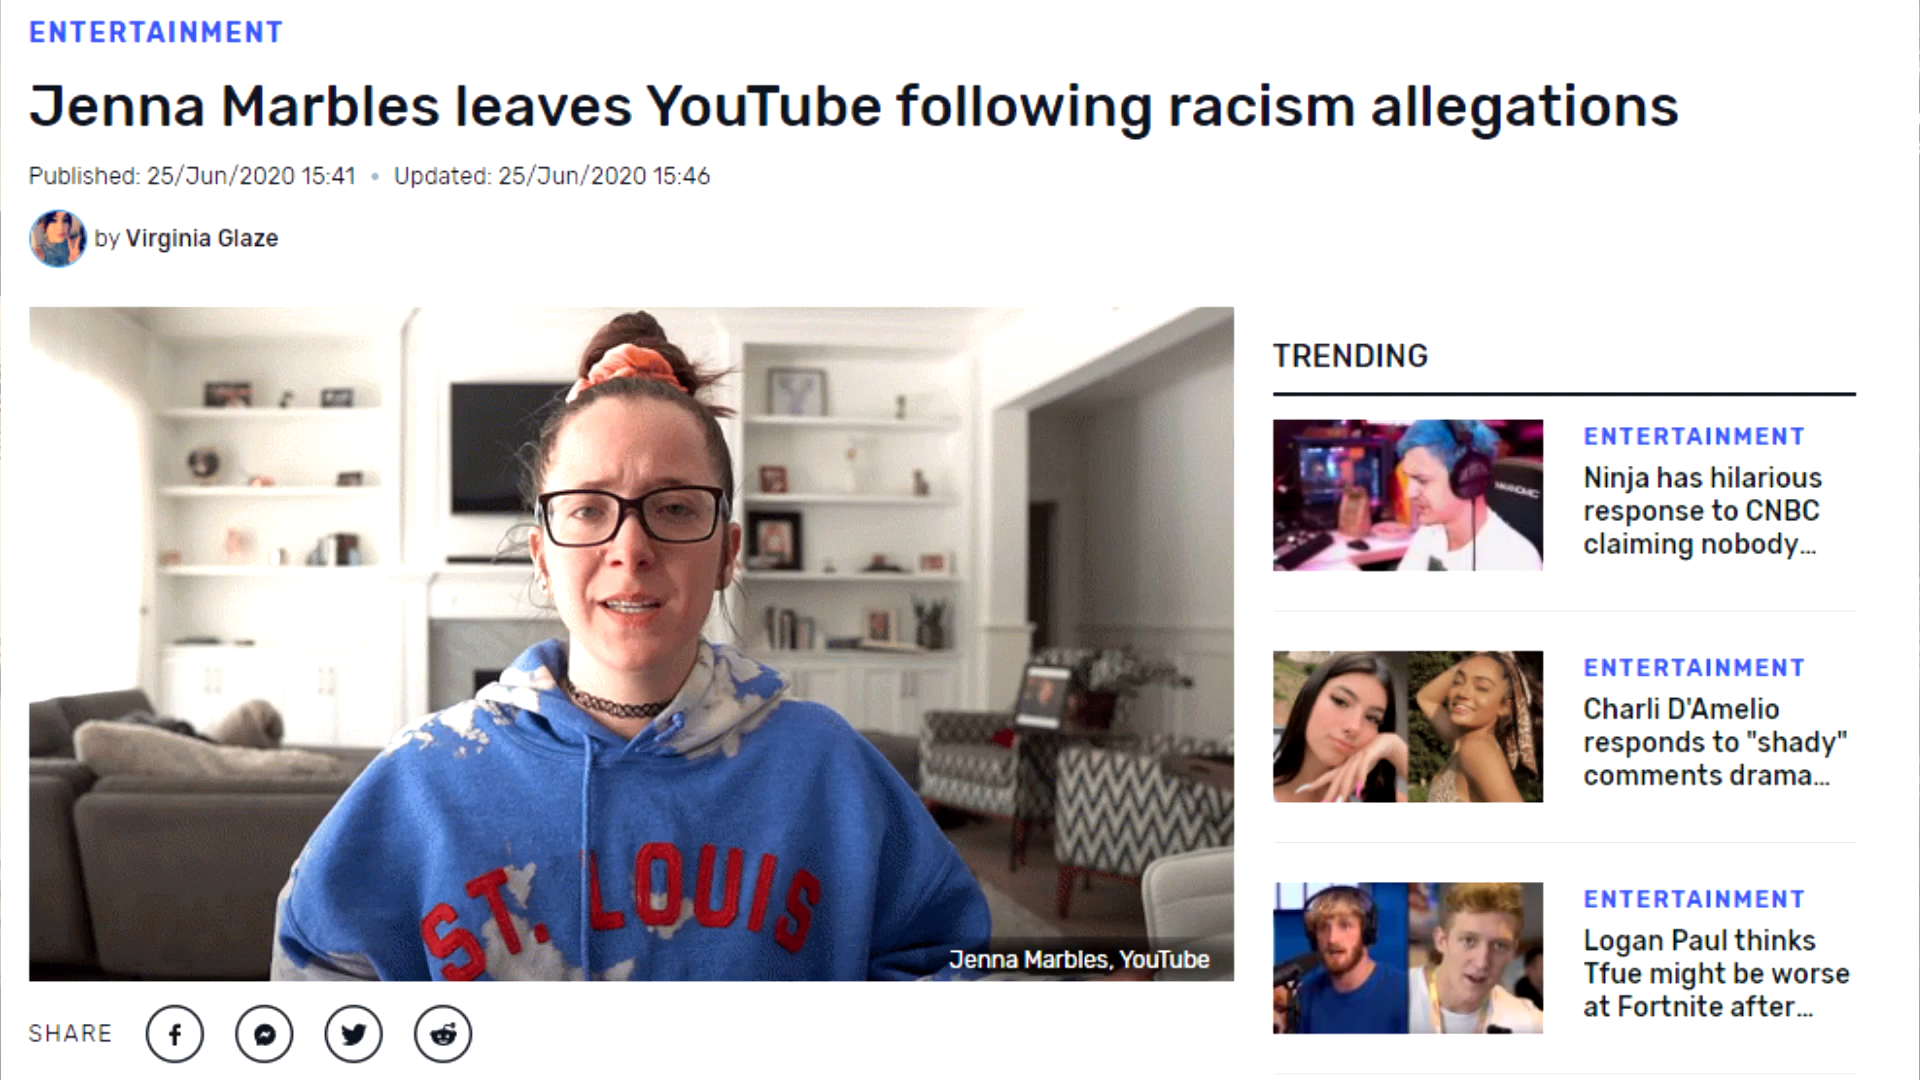 ENTERTAINMENT
Jenna Marbles leaves YouTube following racism allegations
Published: 25/Jun/2020 15:41 • Updated: 25/Jun/2020 15:46
by Virginia Glaze
ST. LOUIS
Jenna Marbles, YouTube
SHARE
TRENDING
ENTERTAINMENT
Ninja has hilarious
response to CNBC
claiming nobody...
ENTERTAINMENT
Charli D'Amelio
responds to "shady"
comments drama...
ENTERTAINMENT
Logan Paul thinks
Tfue might be worse
at Fortnite after...